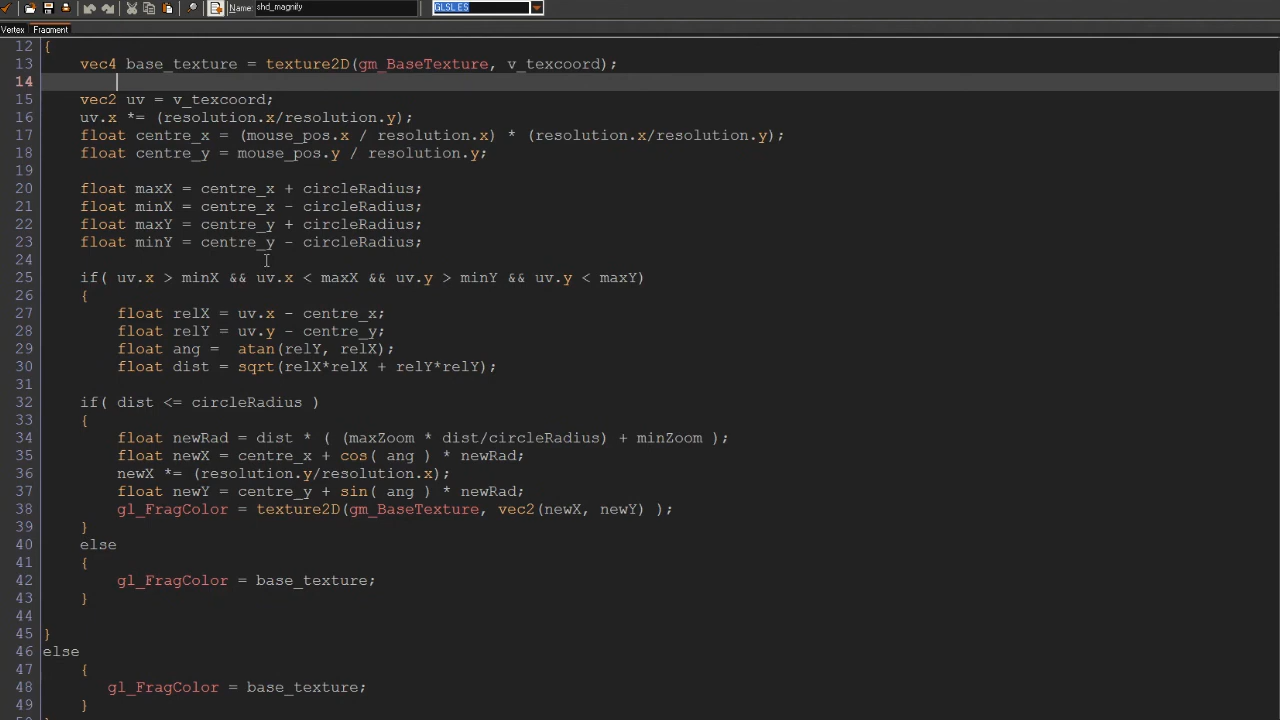 Name: shd_magnify GLSL ES
Vertex Fragment
12 {
13 vec4 base_texture = texture2D(gm_BaseTexture, v_texcoord);
14
15 vec2 uv = v_texcoord;
16 uv.x *= (resolution.x/resolution.y);
17 float centre_x = (mouse_pos.x / resolution.x) * (resolution.x/resolution.y);
18 float centre_y = mouse_pos.y / resolution.y;
19
20 float maxX = centre_x + circleRadius;
21 float minX = centre_x - circleRadius;
22 float maxY = centre_y + circleRadius;
23 float minY = centre_y - circleRadius;
24
25 if( uv.x > minX && uv.x < maxX && uv.y > minY && uv.y < maxY)
26 {
27 float relX = uv.x - centre_x;
28 float relY = uv.y - centre_y;
29 float ang =  atan(relY, relX);
30 float dist = sqrt(relX*relX + relY*relY);
31
32 if( dist <= circleRadius )
33 {
34 float newRad = dist * ( (maxZoom * dist/circleRadius) + minZoom );
35 float newX = centre_x + cos( ang ) * newRad;
36 newX *= (resolution.y/resolution.x);
37 float newY = centre_y + sin( ang ) * newRad;
38 gl_FragColor = texture2D(gm_BaseTexture, vec2(newX, newY) );
39 }
40 else
41 {
42 gl_FragColor = base_texture;
43 }
44
45 }
46 else
47 {
48 gl_FragColor = base_texture;
49 }